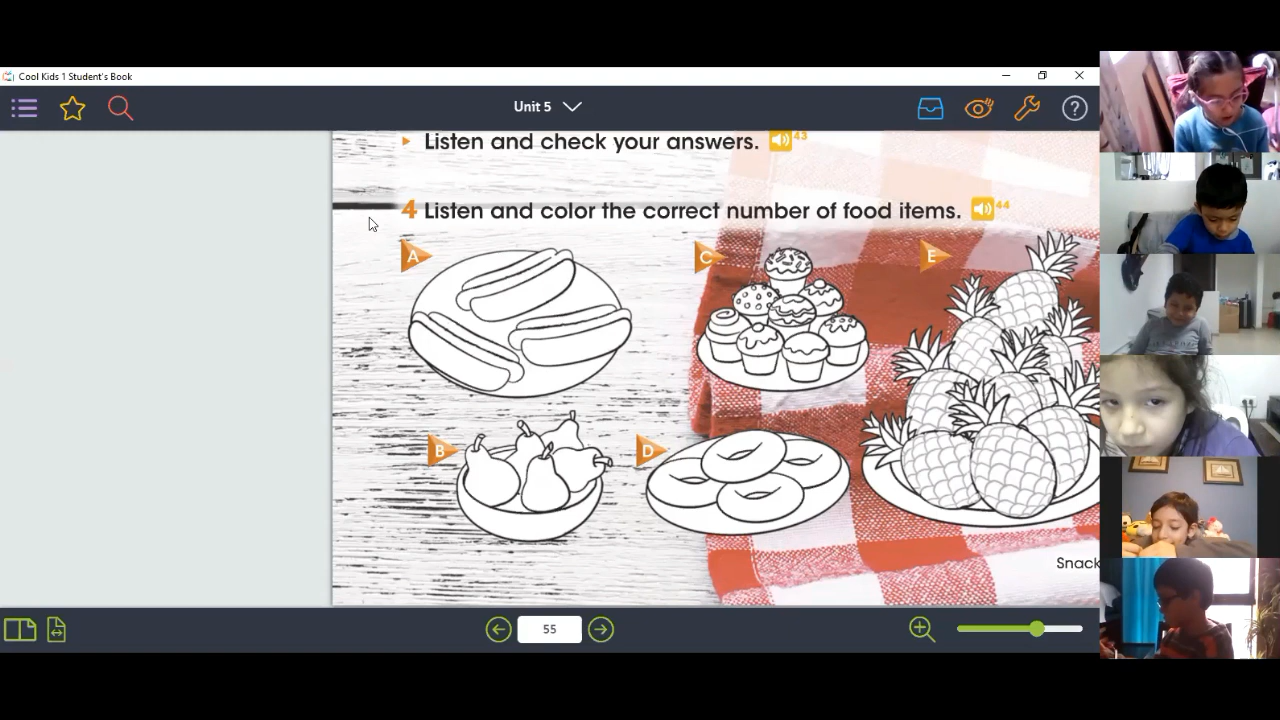 Cool Kids 1 Student's Book
Unit 5
Listen and check your answers. 43
4 Listen and color the correct number of food items. 44
A
C
E
B
D
Snack
55